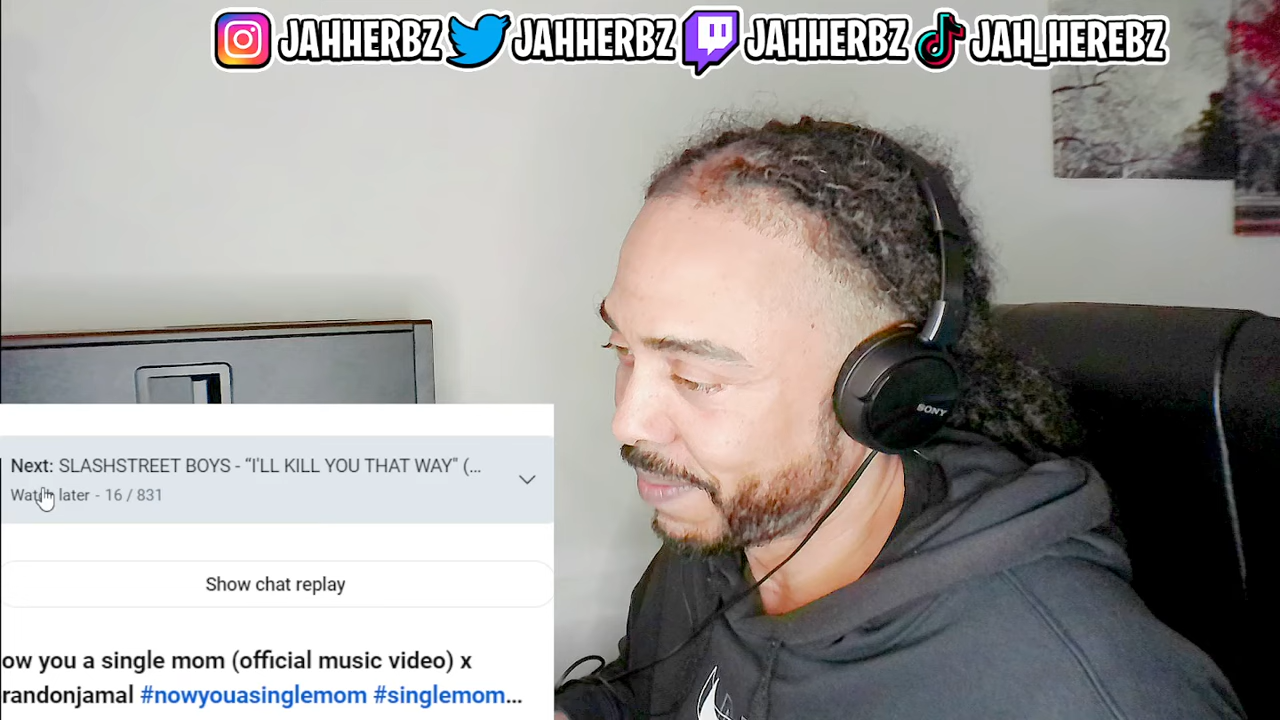 JAHHERBZ JAHHERBZ JAHHERBZ JAH_HEREBZ
SONY
Next: SLASHSTREET BOYS - “I'LL KILL YOU THAT WAY" (...
Watch later - 16 / 831
Show chat replay
ow you a single mom (official music video) x
randonjamal #nowyouasinglemom #singlemom...